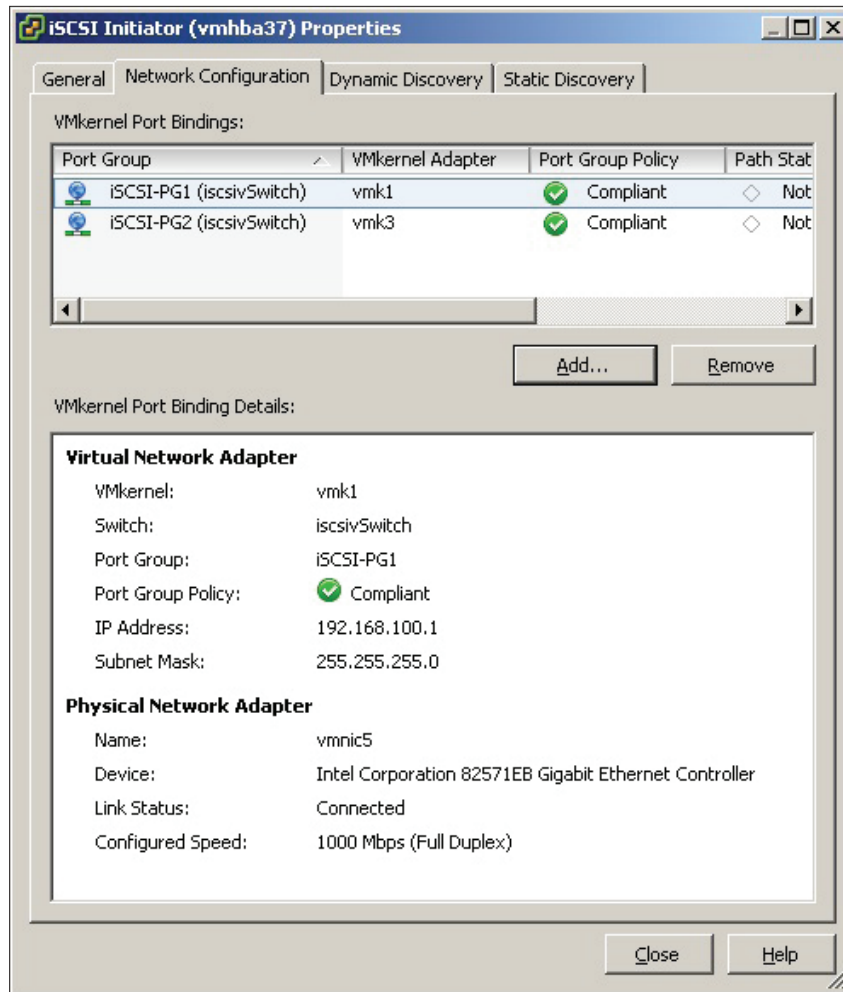 iSCSI Initiator (vmhba37) Properties
General Network Configuration Dynamic Discovery Static Discovery
VMkernel Port Bindings:
Port Group VMkernel Adapter Port Group Policy Path Stat
iSCSI-PG1 (iscsivSwitch) vmk1 Compliant Not
iSCSI-PG2 (iscsivSwitch) vmk3 Compliant Not
Add... Remove
VMkernel Port Binding Details:
Virtual Network Adapter
VMkernel: vmk1
Switch: iscsivSwitch
Port Group: iSCSI-PG1
Port Group Policy: Compliant
IP Address: 192.168.100.1
Subnet Mask: 255.255.255.0
Physical Network Adapter
Name: vmnic5
Device: Intel Corporation 82571EB Gigabit Ethernet Controller
Link Status: Connected
Configured Speed: 1000 Mbps (Full Duplex)
Close Help